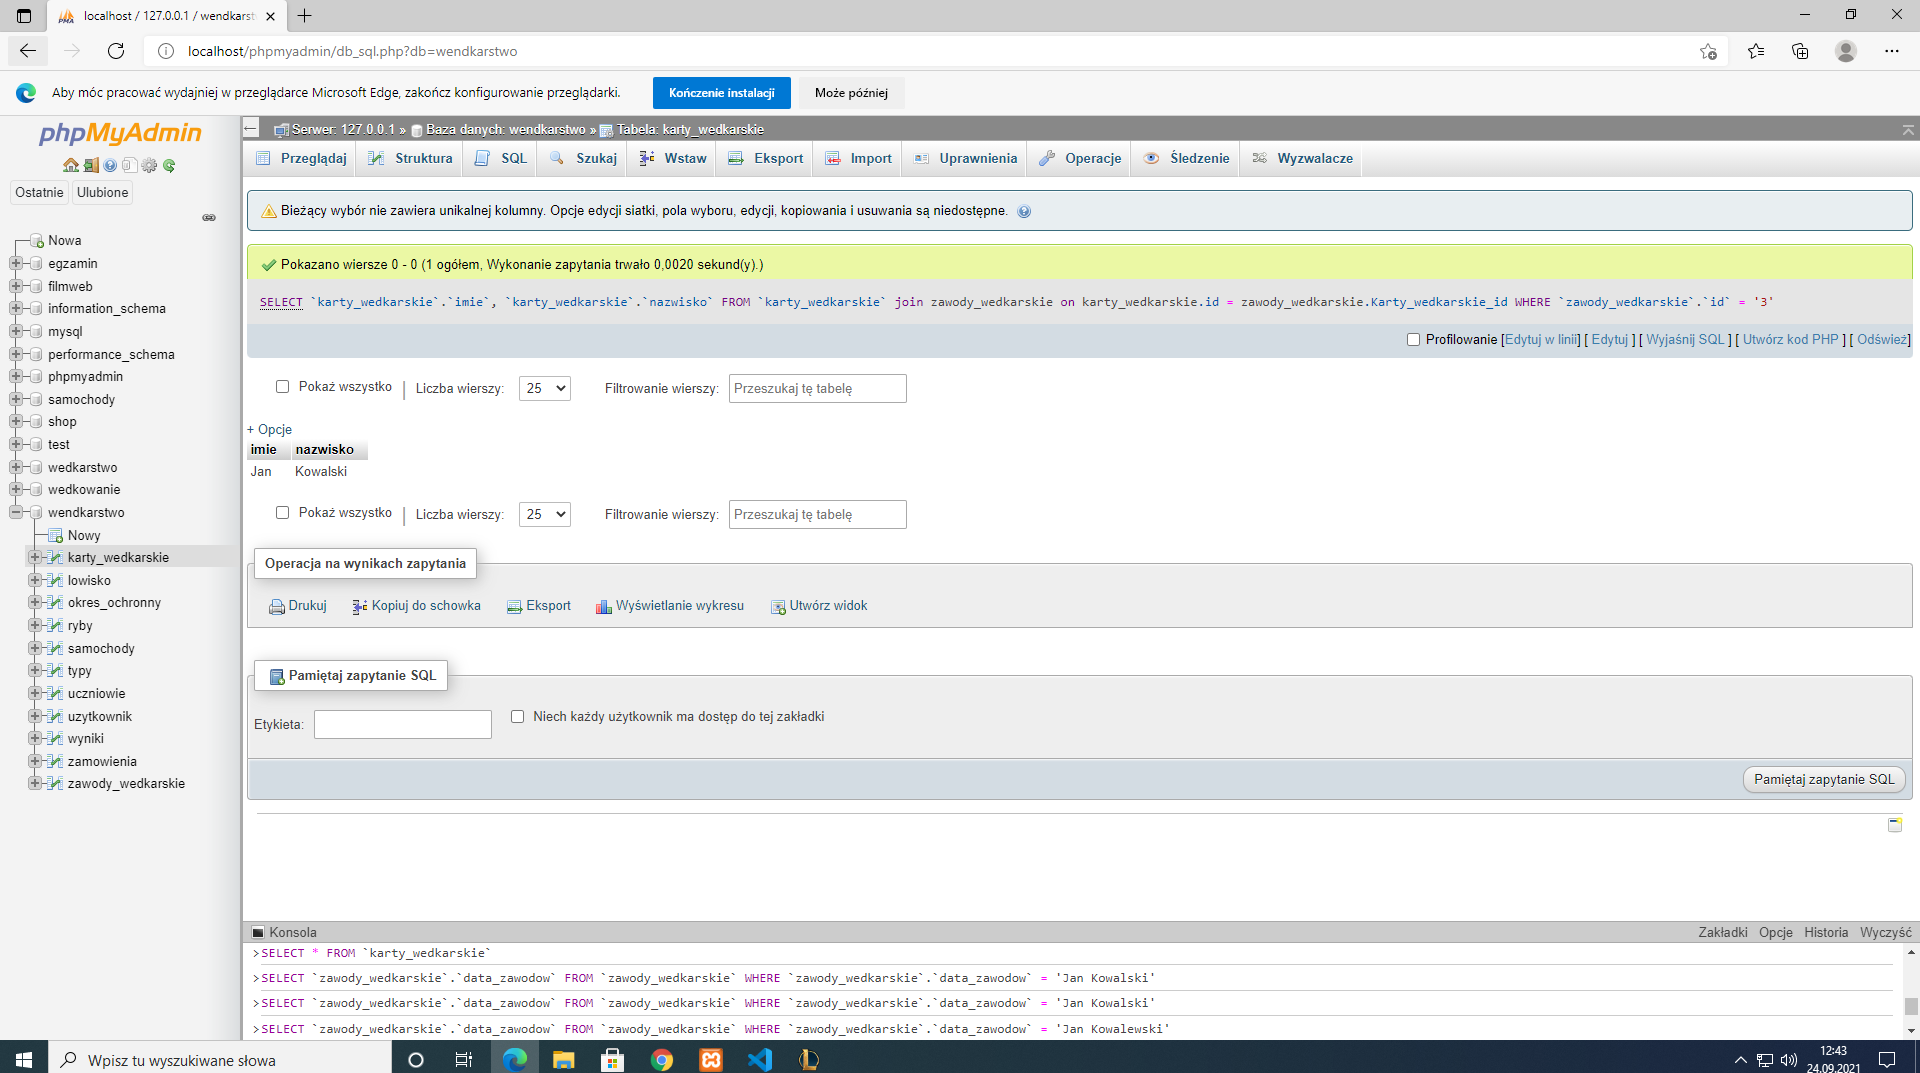 localhost / 127.0.0.1 / wendkarst
localhost/phpmyadmin/db_sql.php?db=wendkarstwo
Aby móc pracować wydajniej w przeglądarce Microsoft Edge, zakończ konfigurowanie przeglądarki.
Kończenie instalacji
Może później
phpMyAdmin
Ostatnie
Ulubione
Nowa
egzamin
filmweb
information_schema
mysql
performance_schema
phpmyadmin
samochody
shop
test
wedkarstwo
wedkowanie
wendkarstwo
Nowy
karty_wedkarskie
lowisko
okres_ochronny
ryby
samochody
typy
uczniowie
uzytkownik
wyniki
zamowienia
zawody_wedkarskie
Serwer: 127.0.0.1 » Baza danych: wendkarstwo » Tabela: karty_wedkarskie
Przeglądaj Struktura SQL Szukaj Wstaw Eksport Import Uprawnienia Operacje Śledzenie Wyzwalacze
Bieżący wybór nie zawiera unikalnej kolumny. Opcje edycji siatki, pola wyboru, edycji, kopiowania i usuwania są niedostępne.
Pokazano wiersze 0 - 0 (1 ogółem, Wykonanie zapytania trwało 0,0020 sekund(y).)
SELECT `karty_wedkarskie`.`imie`, `karty_wedkarskie`.`nazwisko` FROM `karty_wedkarskie` join zawody_wedkarskie on karty_wedkarskie.id = zawody_wedkarskie.Karty_wedkarskie_id WHERE `zawody_wedkarskie`.`id` = '3'
Profilowanie [Edytuj w linii] [ Edytuj ] [ Wyjaśnij SQL ] [ Utwórz kod PHP ] [ Odśwież]
Pokaż wszystko | Liczba wierszy: 25 Filtrowanie wierszy: Przeszukaj tę tabelę
+ Opcje
imie nazwisko
Jan Kowalski
Pokaż wszystko | Liczba wierszy: 25 Filtrowanie wierszy: Przeszukaj tę tabelę
Operacja na wynikach zapytania
Drukuj Kopiuj do schowka Eksport Wyświetlanie wykresu Utwórz widok
Pamiętaj zapytanie SQL
Etykieta: Niech każdy użytkownik ma dostęp do tej zakładki
Pamiętaj zapytanie SQL
Konsola Zakładki Opcje Historia Wyczyść
>SELECT * FROM `karty_wedkarskie`
>SELECT `zawody_wedkarskie`.`data_zawodow` FROM `zawody_wedkarskie` WHERE `zawody_wedkarskie`.`data_zawodow` = 'Jan Kowalski'
>SELECT `zawody_wedkarskie`.`data_zawodow` FROM `zawody_wedkarskie` WHERE `zawody_wedkarskie`.`data_zawodow` = 'Jan Kowalski'
>SELECT `zawody_wedkarskie`.`data_zawodow` FROM `zawody_wedkarskie` WHERE `zawody_wedkarskie`.`data_zawodow` = 'Jan Kowalewski'
Wpisz tu wyszukiwane słowa
12:43
24.09.2021